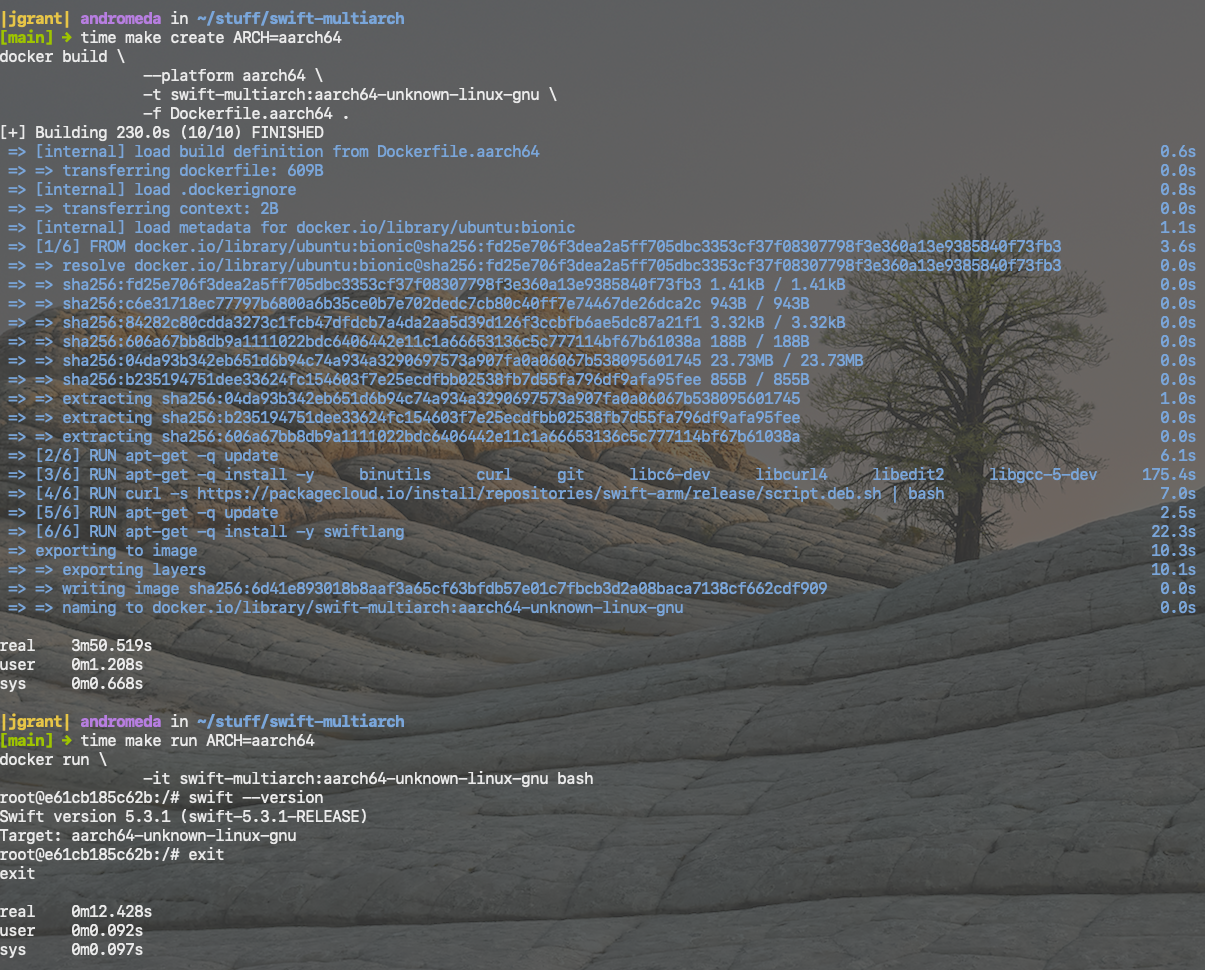 |jgrant| andromeda in ~/stuff/swift-multiarch
[main] → time make create ARCH=aarch64
docker build \
--platform aarch64 \
-t swift-multiarch:aarch64-unknown-linux-gnu \
-f Dockerfile.aarch64 .
[+] Building 230.0s (10/10) FINISHED
=> [internal] load build definition from Dockerfile.aarch64 0.6s
=> => transferring dockerfile: 609B 0.0s
=> [internal] load .dockerignore 0.8s
=> => transferring context: 2B 0.0s
=> [internal] load metadata for docker.io/library/ubuntu:bionic 1.1s
=> [1/6] FROM docker.io/library/ubuntu:bionic@sha256:fd25e706f3dea2a5ff705dbc3353cf37f08307798f3e360a13e9385840f73fb3 3.6s
=> => resolve docker.io/library/ubuntu:bionic@sha256:fd25e706f3dea2a5ff705dbc3353cf37f08307798f3e360a13e9385840f73fb3 0.0s
=> => sha256:fd25e706f3dea2a5ff705dbc3353cf37f08307798f3e360a13e9385840f73fb3 1.41kB / 1.41kB 0.0s
=> => sha256:c6e31718ec77797b6800a6b35ce0b7e702dedc7cb80c40ff7e74467de26dca2c 943B / 943B 0.0s
=> => sha256:84282c80cdda3273c1fcb47dfdcb7a4da2aa5d39d126f3ccbfb6ae5dc87a21f1 3.32kB / 3.32kB 0.0s
=> => sha256:606a67bb8db9a1111022bdc6406442e11c1a66653136c5c777114bf67b61038a 188B / 188B 0.0s
=> => sha256:04da93b342eb651d6b94c74a934a3290697573a907fa0a06067b538095601745 23.73MB / 23.73MB 0.0s
=> => sha256:b235194751dee33624fc154603f7e25ecdfbb02538fb7d55fa796df9afa95fee 855B / 855B 0.0s
=> => extracting sha256:04da93b342eb651d6b94c74a934a3290697573a907fa0a06067b538095601745 1.0s
=> => extracting sha256:b235194751dee33624fc154603f7e25ecdfbb02538fb7d55fa796df9afa95fee 0.0s
=> => extracting sha256:606a67bb8db9a1111022bdc6406442e11c1a66653136c5c777114bf67b61038a 0.0s
=> [2/6] RUN apt-get -q update 6.1s
=> [3/6] RUN apt-get -q install -y binutils curl git libc6-dev libcurl4 libedit2 libgcc-5-dev 175.4s
=> [4/6] RUN curl -s https://packagecloud.io/install/repositories/swift-arm/release/script.deb.sh | bash 7.0s
=> [5/6] RUN apt-get -q update 2.5s
=> [6/6] RUN apt-get -q install -y swiftlang 22.3s
=> exporting to image 10.3s
=> => exporting layers 10.1s
=> => writing image sha256:6d41e893018b8aaf3a65cf63bfdb57e01c7fbcb3d2a08baca7138cf662cdf909 0.0s
=> => naming to docker.io/library/swift-multiarch:aarch64-unknown-linux-gnu 0.0s
real 3m50.519s
user 0m1.208s
sys 0m0.668s
|jgrant| andromeda in ~/stuff/swift-multiarch
[main] → time make run ARCH=aarch64
docker run \
-it swift-multiarch:aarch64-unknown-linux-gnu bash
root@e61cb185c62b:/# swift --version
Swift version 5.3.1 (swift-5.3.1-RELEASE)
Target: aarch64-unknown-linux-gnu
root@e61cb185c62b:/# exit
exit
real 0m12.428s
user 0m0.092s
sys 0m0.097s